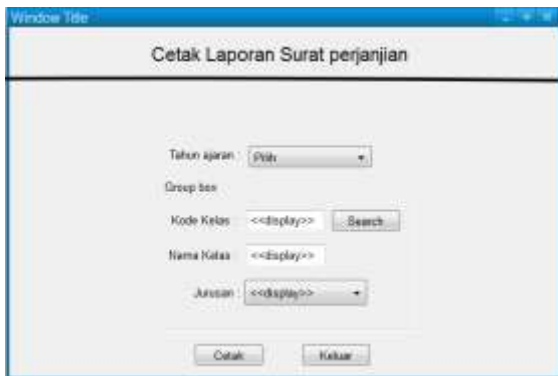 Window Title
Cetak Laporan Surat perjanjian
Tahun ajaran : Pilih
Group box
Kode Kelas <<display>> Search
Nama Kelas <<display>>
Jurusan : <<display>>
Cetak Keluar